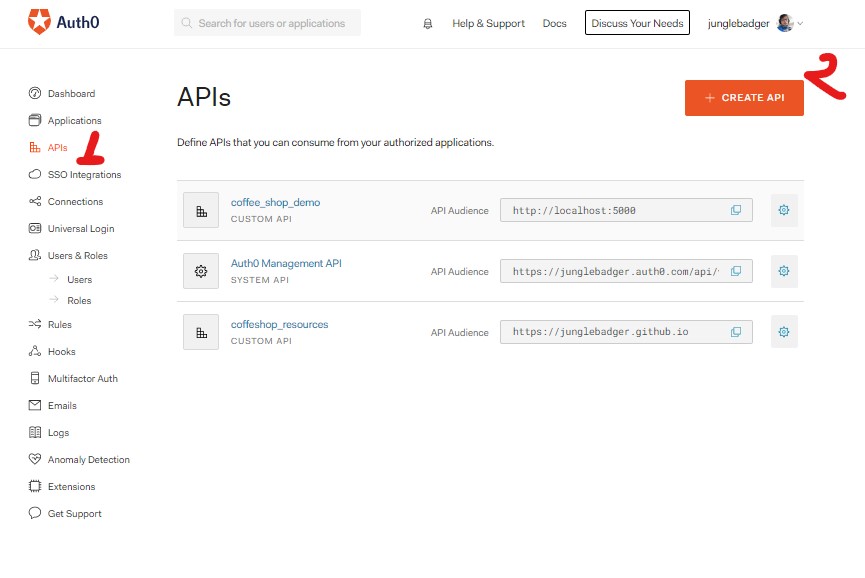 Auth0
Search for users or applications
Help & Support
Docs
Discuss Your Needs
junglebadger
2
Dashboard
Applications
APIs
1
SSO Integrations
Connections
Universal Login
Users & Roles
Users
Roles
Rules
Hooks
Multifactor Auth
Emails
Logs
Anomaly Detection
Extensions
Get Support
APIs
+ CREATE API
Define APIs that you can consume from your authorized applications.
coffee_shop_demo
CUSTOM API
API Audience
http://localhost:5000
Auth0 Management API
SYSTEM API
API Audience
https://junglebadger.auth0.com/api/
coffeshop_resources
CUSTOM API
API Audience
https://junglebadger.github.io